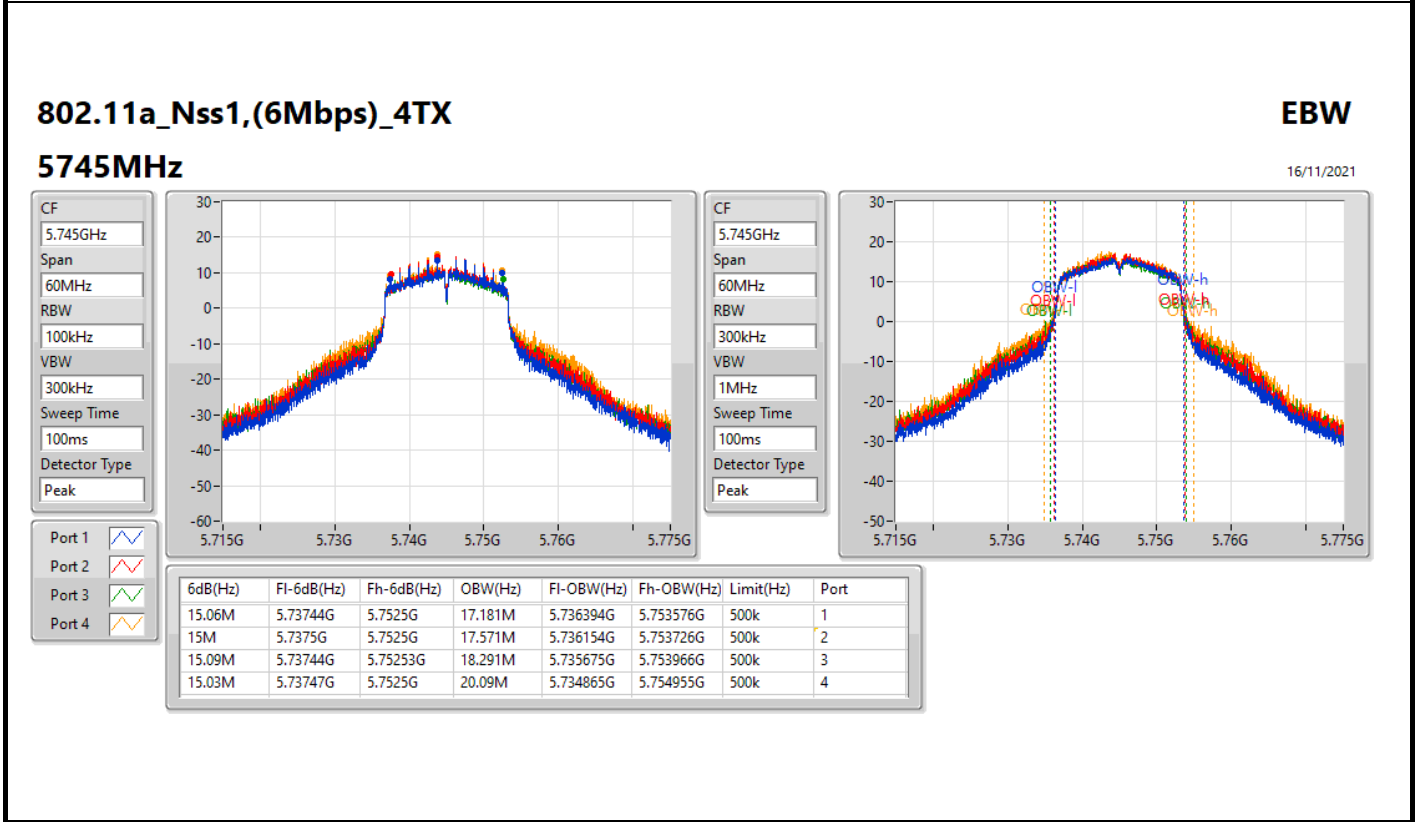 802.11a_Nss1,(6Mbps)_4TX
EBW
5745MHz
16/11/2021
CF
5.745GHz
Span
60MHz
RBW
100kHz
VBW
300kHz
Sweep Time
100ms
Detector Type
Peak
30
20
10
0
-10
-20
-30
-40
-50
-60
5.715G 5.73G 5.74G 5.75G 5.76G 5.775G
CF
5.745GHz
Span
60MHz
RBW
300kHz
VBW
1MHz
Sweep Time
100ms
Detector Type
Peak
30
20
10
0
-10
-20
-30
-40
-50
OBW-l OBW-h
OBW-l OBW-h
OBW-l OBW-h
5.715G 5.73G 5.74G 5.75G 5.76G 5.775G
Port 1
Port 2
Port 3
Port 4
6dB(Hz) Fl-6dB(Hz) Fh-6dB(Hz) OBW(Hz) Fl-OBW(Hz) Fh-OBW(Hz) Limit(Hz) Port
15.06M 5.73744G 5.7525G 17.181M 5.736394G 5.753576G 500k 1
15M 5.7375G 5.7525G 17.571M 5.736154G 5.753726G 500k 2
15.09M 5.73744G 5.75253G 18.291M 5.735675G 5.753966G 500k 3
15.03M 5.73747G 5.7525G 20.09M 5.734865G 5.754955G 500k 4